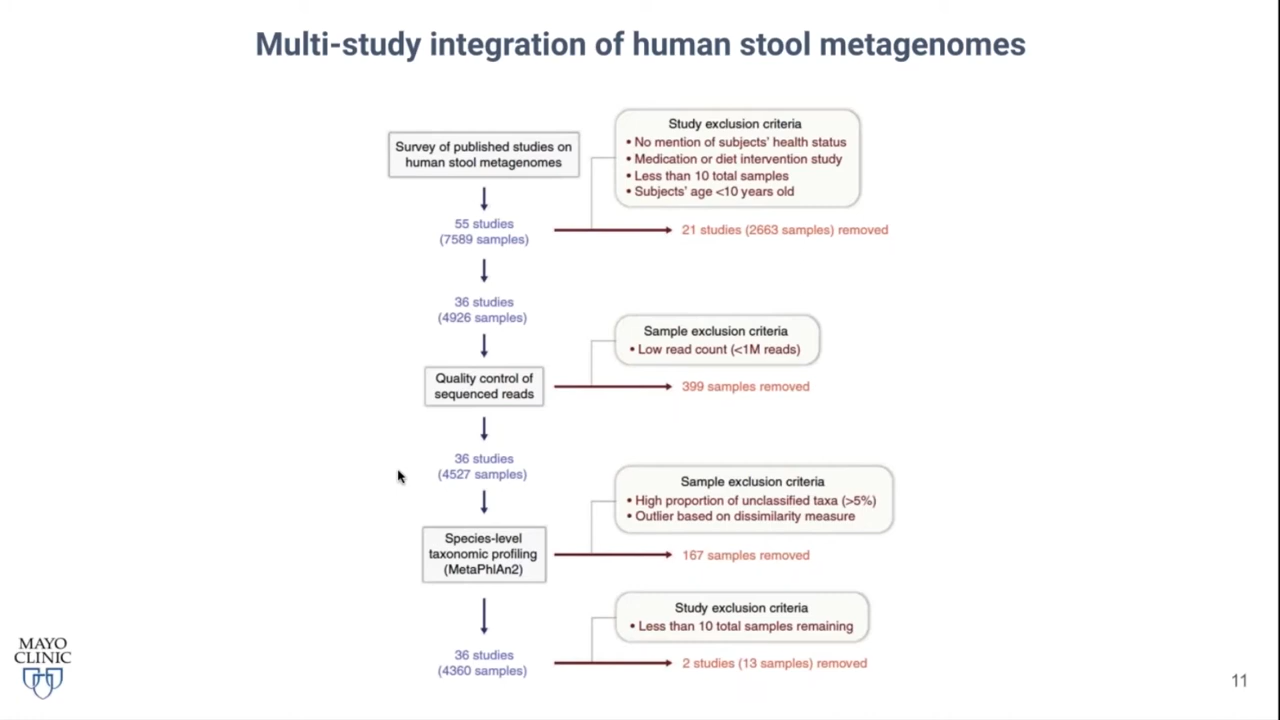 Multi-study integration of human stool metagenomes
Survey of published studies on
human stool metagenomes
Study exclusion criteria
• No mention of subjects' health status
• Medication or diet intervention study
• Less than 10 total samples
• Subjects' age <10 years old
55 studies
(7589 samples)
21 studies (2663 samples) removed
36 studies
(4926 samples)
Sample exclusion criteria
• Low read count (<1M reads)
Quality control of
sequenced reads
399 samples removed
36 studies
(4527 samples)
Sample exclusion criteria
• High proportion of unclassified taxa (>5%)
• Outlier based on dissimilarity measure
Species-level
taxonomic profiling
(MetaPhlAn2)
167 samples removed
Study exclusion criteria
• Less than 10 total samples remaining
36 studies
(4360 samples)
2 studies (13 samples) removed
MAYO
CLINIC
11